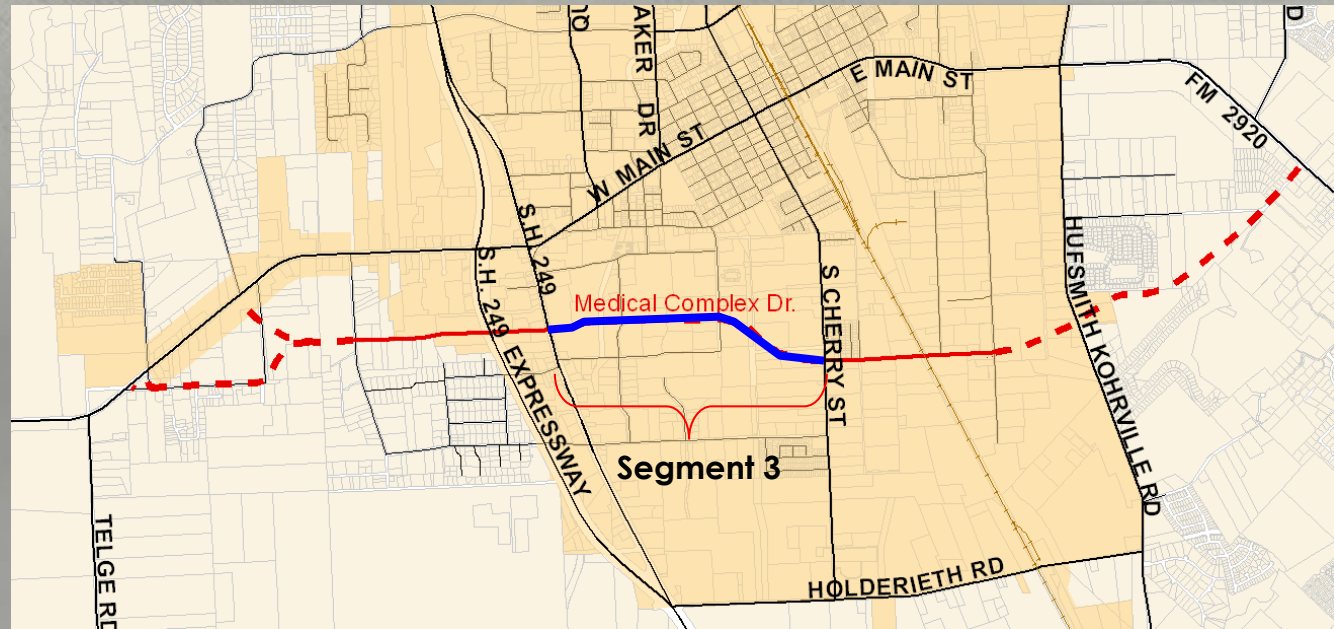 QUO
AKER DR
D
E MAIN ST
FM 2920
W MAIN ST
S.H. 249
S.H. 249 EXPRESSWAY
Medical Complex Dr.
S CHERRY ST
HUFSMITH KOHRVILLE RD
Segment 3
TELGE RD
HOLDERIETH RD